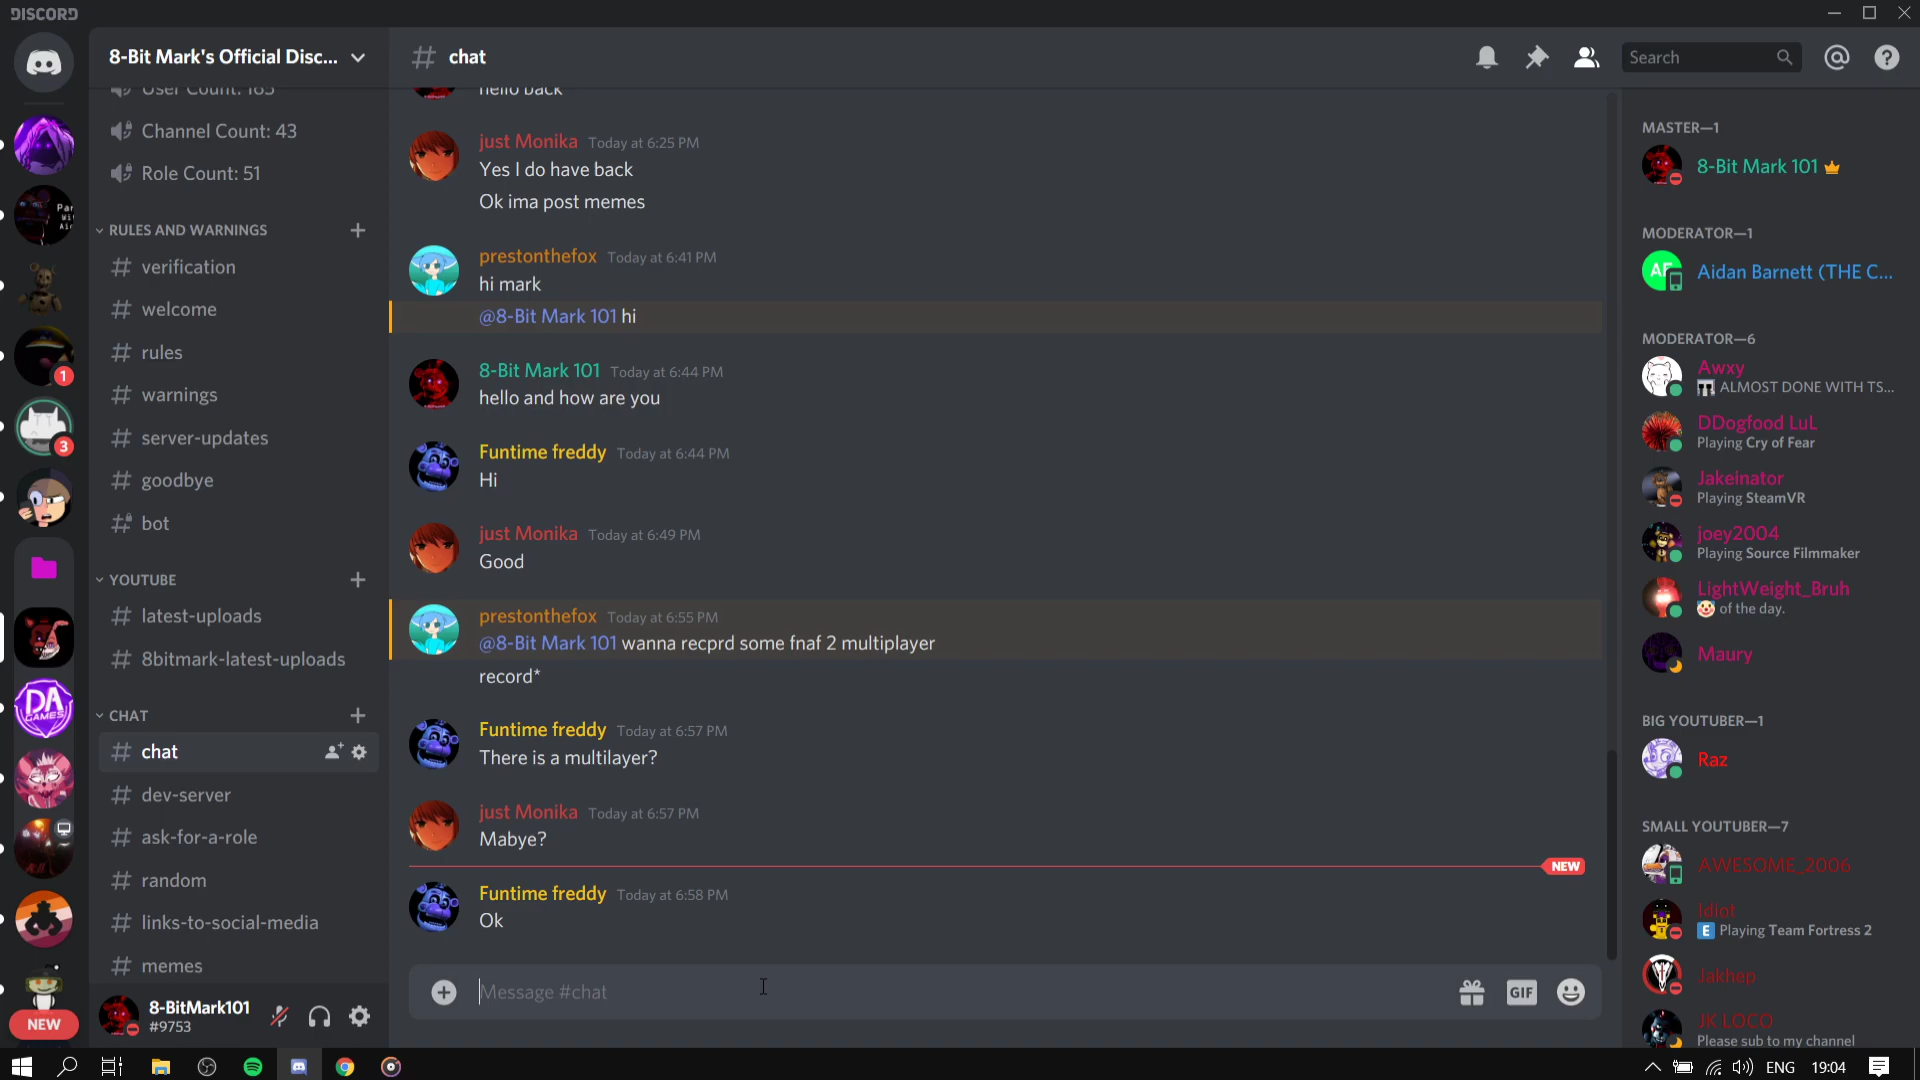 DISCORD
8-Bit Mark's Official Disc...
User Count: 165
Channel Count: 43
Role Count: 51
RULES AND WARNINGS
verification
welcome
rules
warnings
server-updates
goodbye
bot
YOUTUBE
latest-uploads
8bitmark-latest-uploads
CHAT
chat
dev-server
ask-for-a-role
random
links-to-social-media
memes
8-BitMark101
#9753
1
3
DA
GAMES
NEW
chat
Search
hello back
just Monika Today at 6:25 PM
Yes I do have back
Ok ima post memes
prestonthefox Today at 6:41 PM
hi mark
@8-Bit Mark 101 hi
8-Bit Mark 101 Today at 6:44 PM
hello and how are you
Funtime freddy Today at 6:44 PM
Hi
just Monika Today at 6:49 PM
Good
prestonthefox Today at 6:55 PM
@8-Bit Mark 101 wanna recprd some fnaf 2 multiplayer
record*
Funtime freddy Today at 6:57 PM
There is a multilayer?
just Monika Today at 6:57 PM
Mabye?
NEW
Funtime freddy Today at 6:58 PM
Ok
Message #chat
GIF
MASTER—1
8-Bit Mark 101
MODERATOR—1
Aidan Barnett (THE C...
MODERATOR—6
Awxy
ALMOST DONE WITH TS...
DDogfood LuL
Playing Cry of Fear
Jakeinator
Playing SteamVR
joey2004
Playing Source Filmmaker
LightWeight_Bruh
of the day.
Maury
BIG YOUTUBER—1
Raz
SMALL YOUTUBER—7
AWESOME_2006
Idiot
E Playing Team Fortress 2
Jakhep
JK LOCO
Please sub to my channel
ENG 19:04